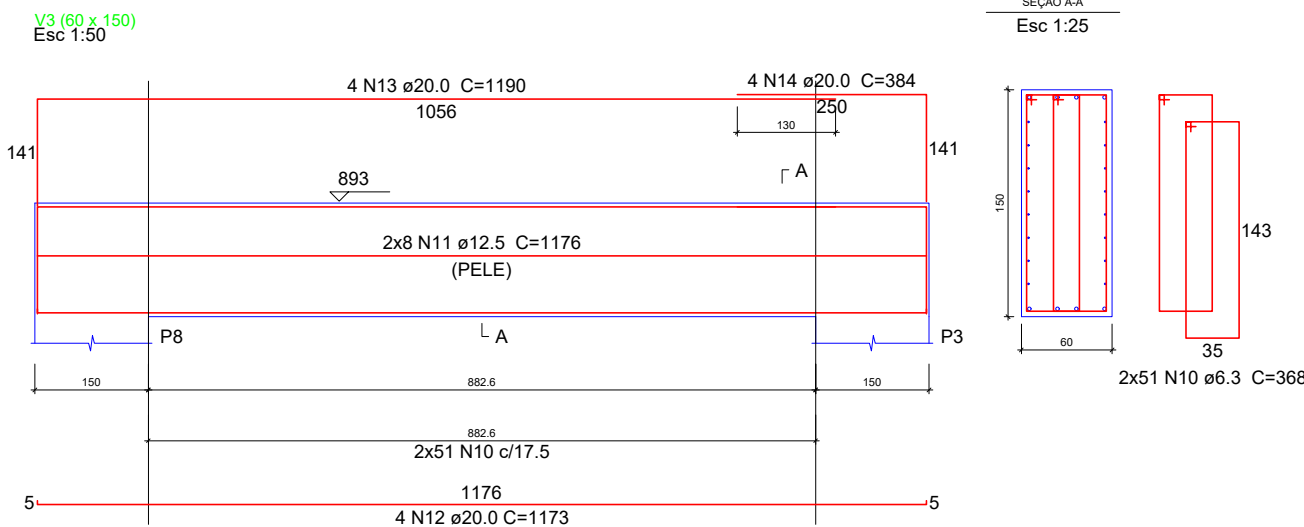 V3 (60 x 150)
Esc 1:50
SEÇÃO A-A
Esc 1:25
4 N13 ø20.0 C=1190
1056
4 N14 ø20.0 C=384
250
130
141
141
A
893
2x8 N11 ø12.5 C=1176
(PELE)
A
P8
P3
150
882.6
150
882.6
2x51 N10 c/17.5
5
1176
5
4 N12 ø20.0 C=1173
150
60
143
35
2x51 N10 ø6.3 C=368